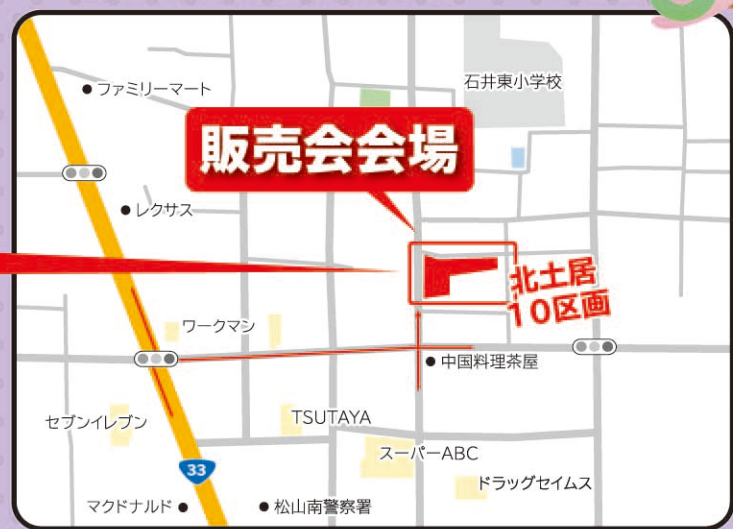 石井東小学校
ファミリーマート
販売会会場
レクサス
北土居
10区画
ワークマン
中国料理茶屋
セブンイレブン
TSUTAYA
スーパーABC
33
ドラッグセイムス
マクドナルド
松山南警察署